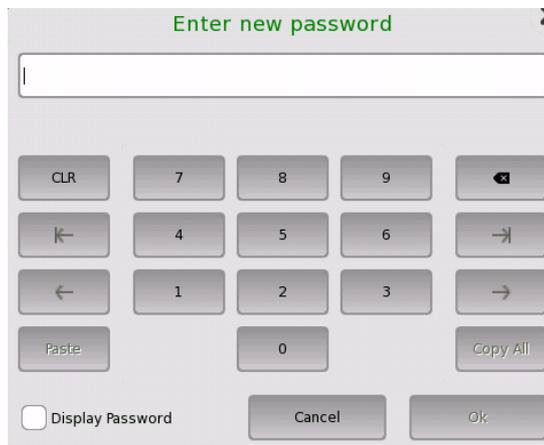 Enter new password
CLR 7 8 9
4 5 6
1 2 3
Paste 0 Copy All
Display Password Cancel Ok